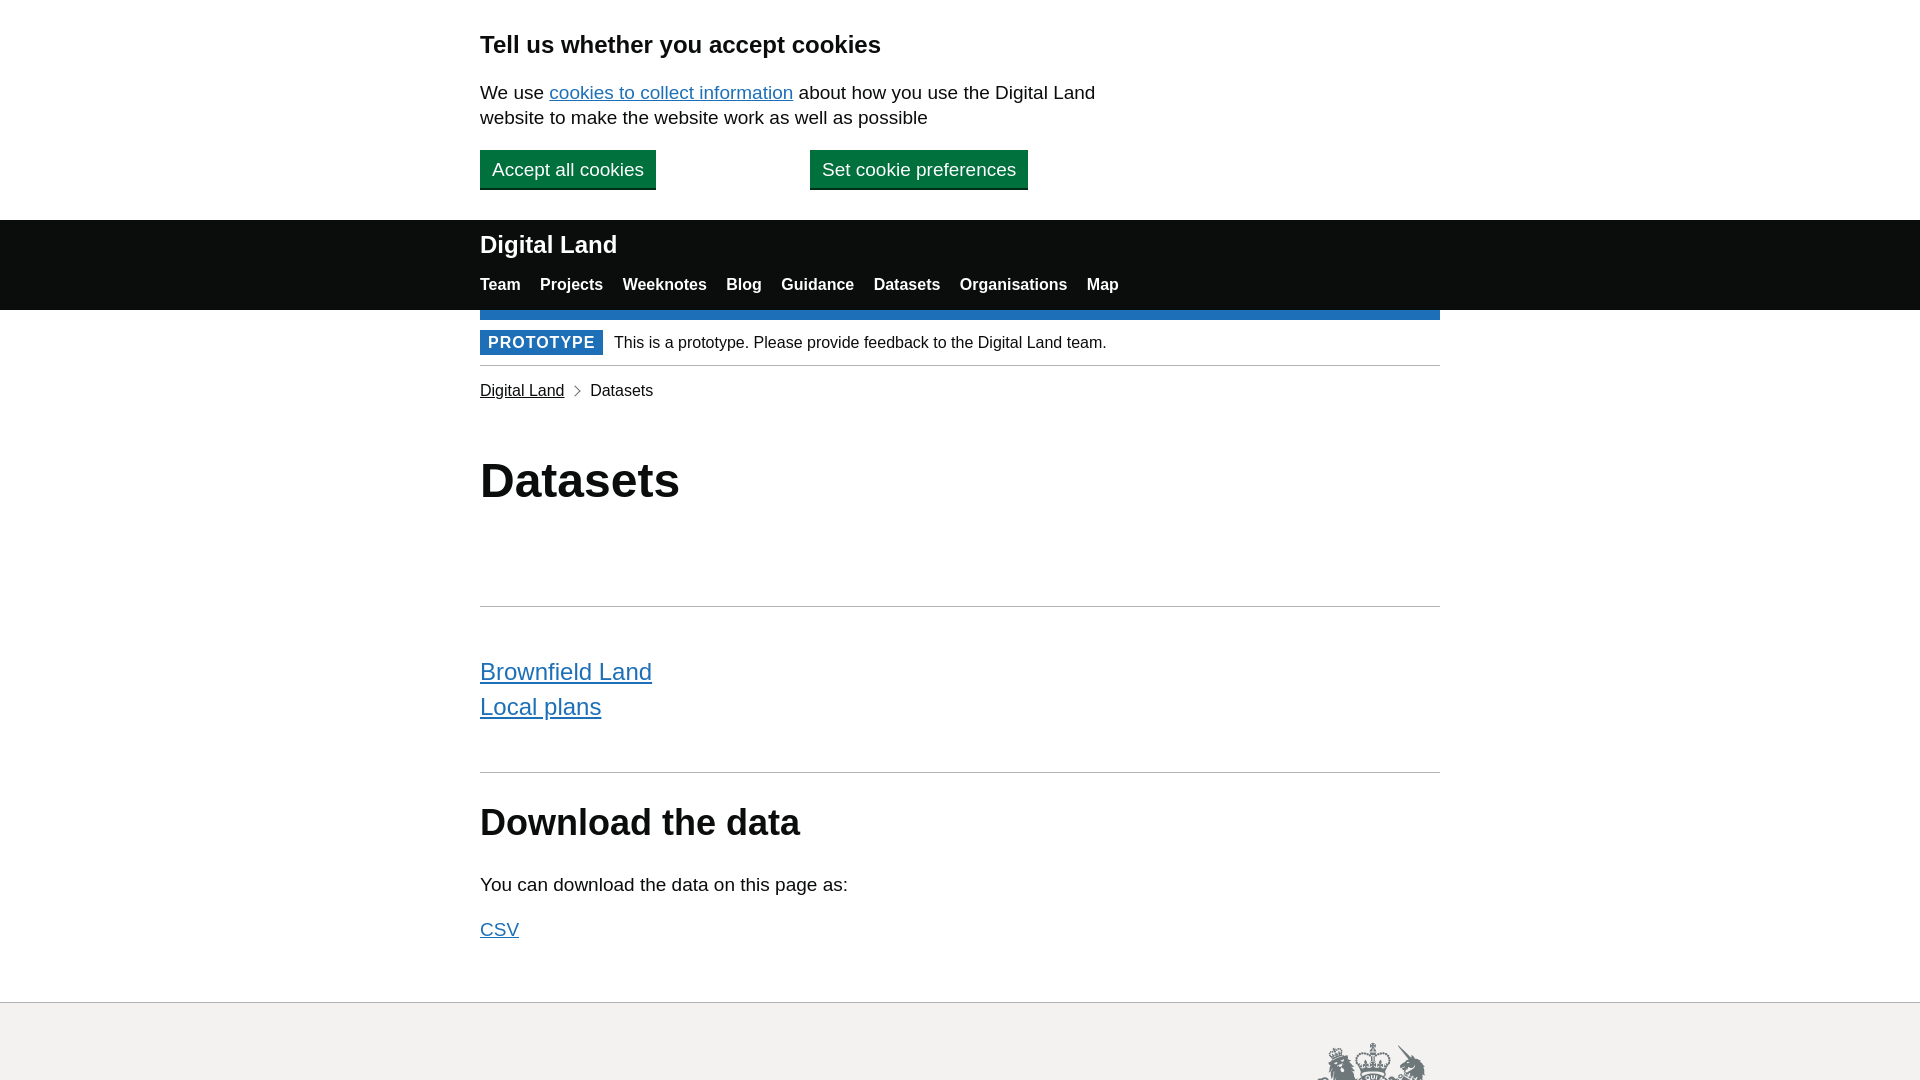 Tell us whether you accept cookies
We use cookies to collect information about how you use the Digital Land
website to make the website work as well as possible
Accept all cookies Set cookie preferences
Digital Land
Team Projects Weeknotes Blog Guidance Datasets Organisations Map
PROTOTYPE This is a prototype. Please provide feedback to the Digital Land team.
Digital Land Datasets
Datasets
Brownfield Land
Local plans
Download the data
You can download the data on this page as:
CSV